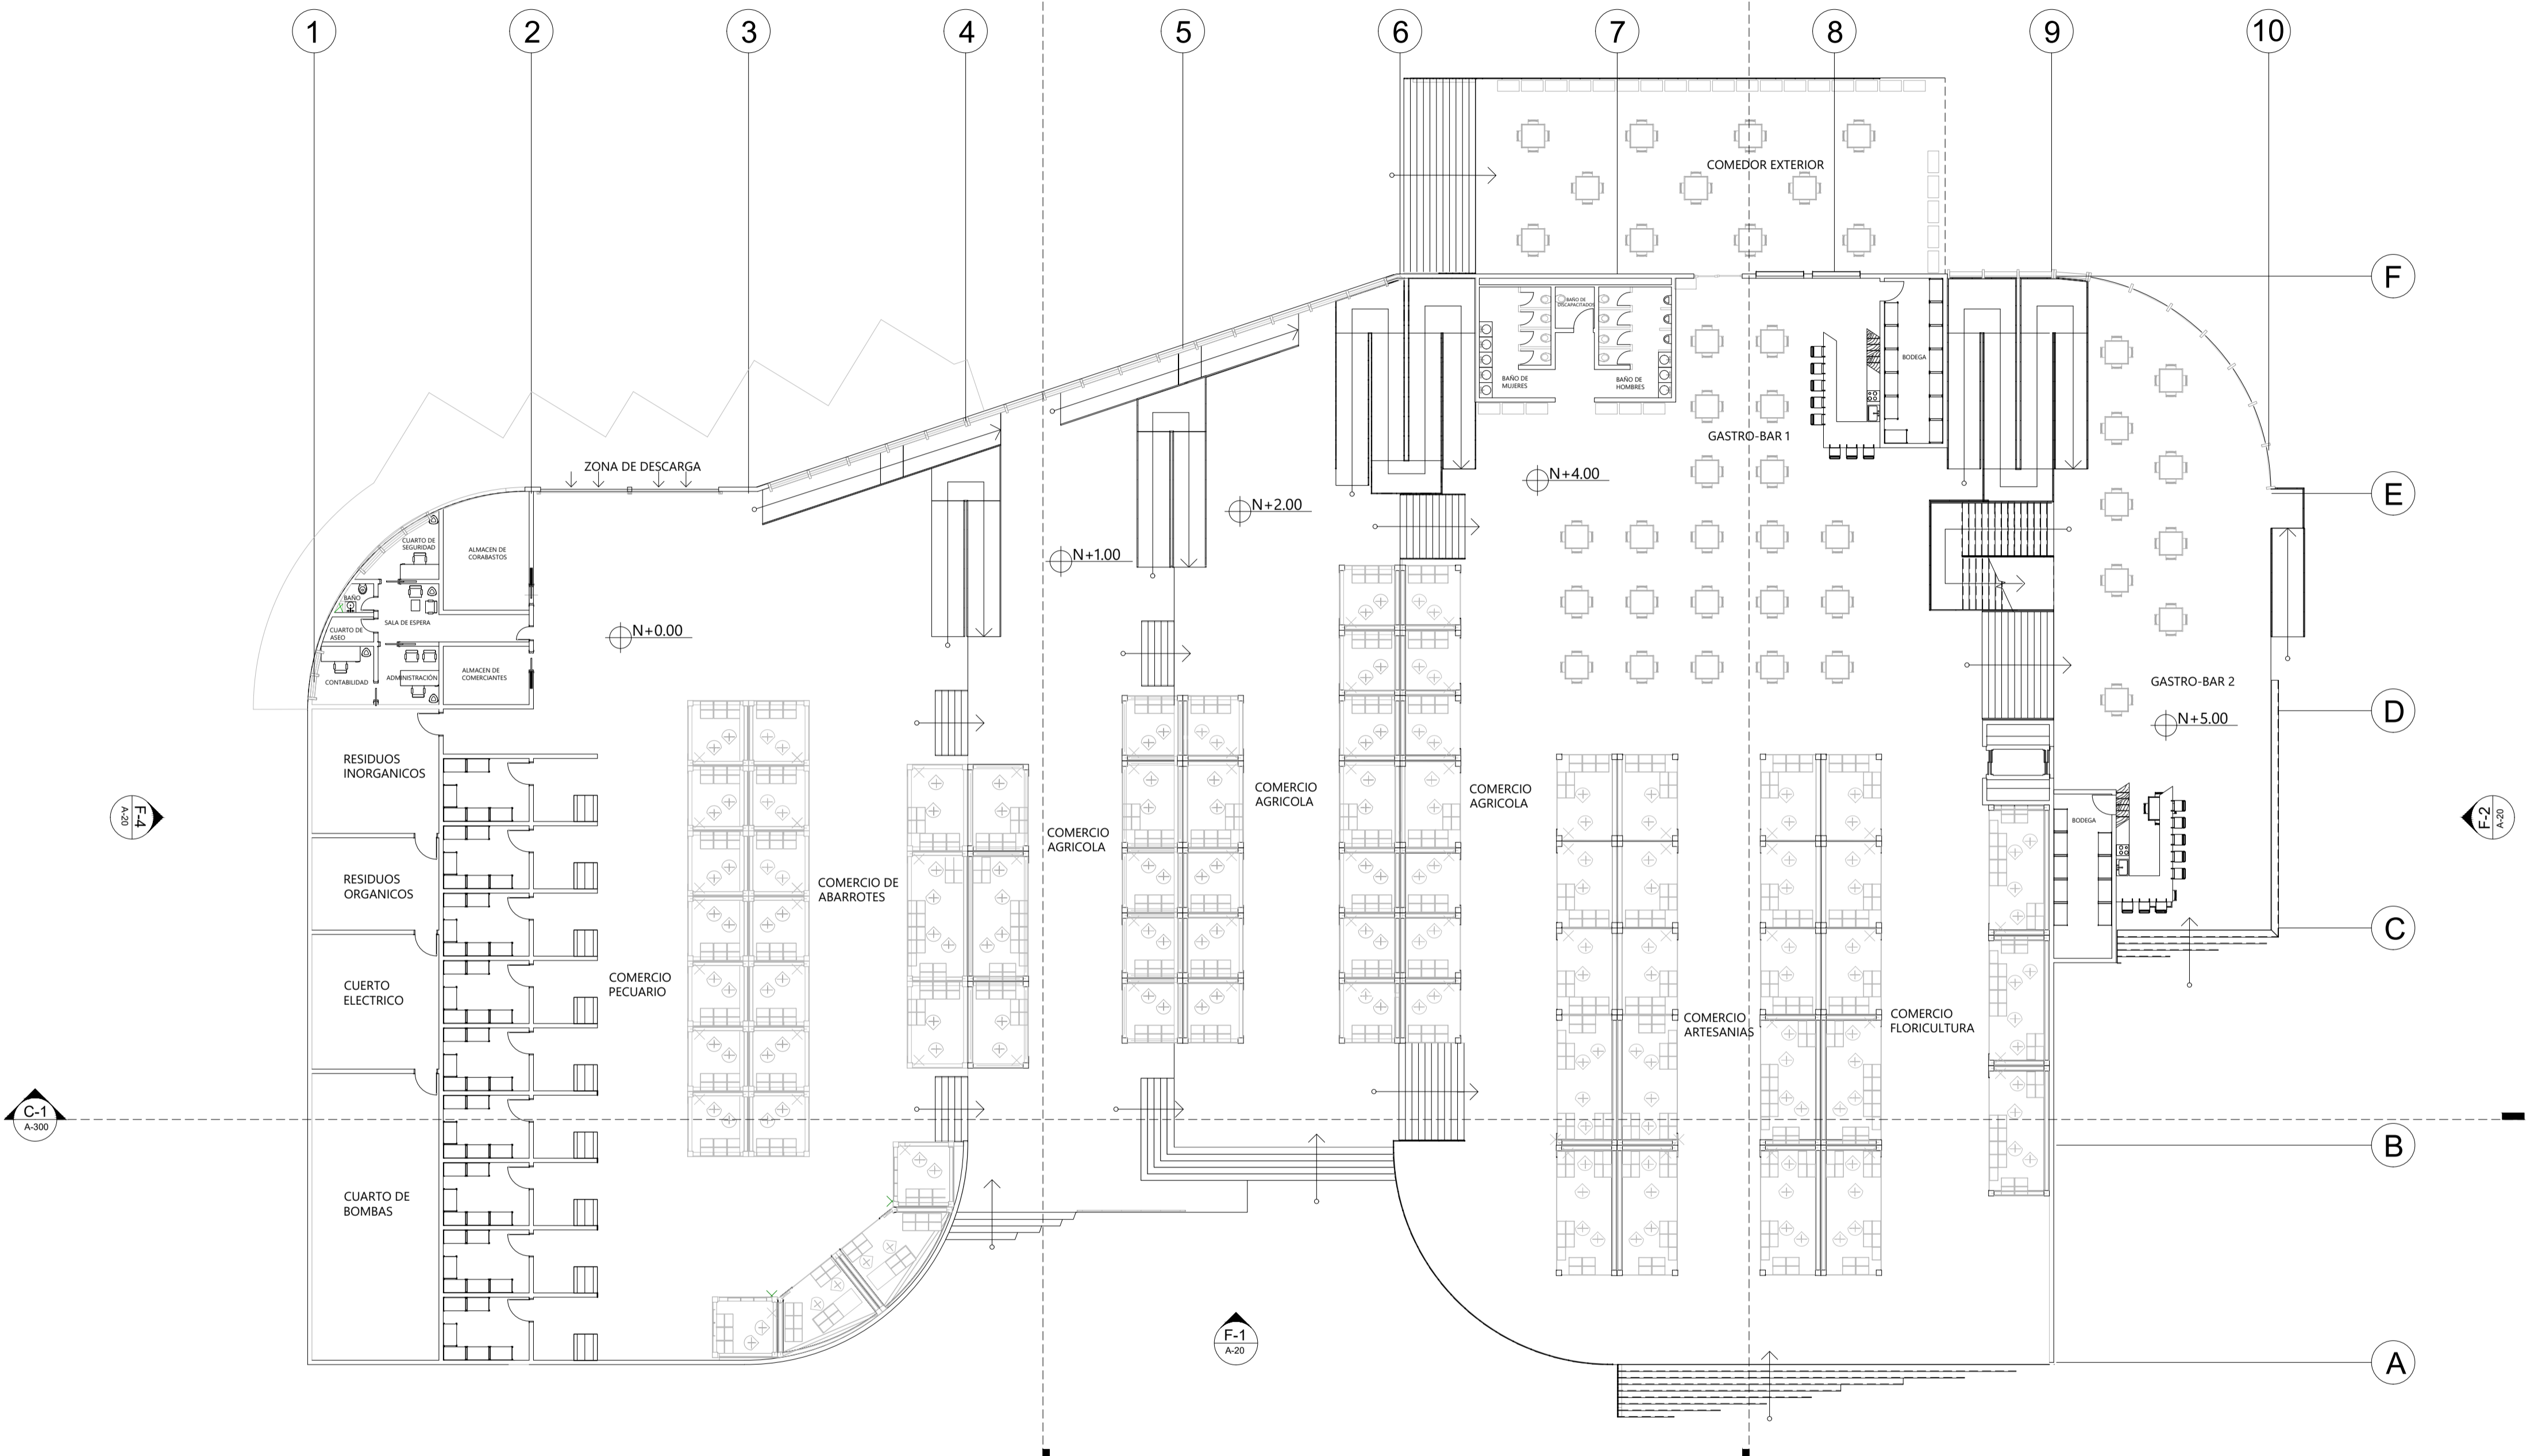 1
2
3
4
5
6
7
8
9
10
COMEDOR EXTERIOR
F
BAÑO DE
DISCAPACITADOS
BODEGA
BAÑO DE
MUJERES
BAÑO DE
HOMBRES
GASTRO-BAR 1
ZONA DE DESCARGA
N+4.00
E
N+2.00
CUARTO DE
SEGURIDAD
ALMACEN DE
CORABASTOS
N+1.00
BAÑO
SALA DE ESPERA
CUARTO DE
ASEO
N+0.00
ALMACEN DE
COMERCIANTES
CONTABILIDAD
ADMINISTRACIÓN
GASTRO-BAR 2
D
N+5.00
RESIDUOS
INORGANICOS
COMERCIO
AGRICOLA
COMERCIO
AGRICOLA
F-4
A-20
F-2
A-20
BODEGA
COMERCIO
AGRICOLA
RESIDUOS
ORGANICOS
COMERCIO DE
ABARROTES
C
COMERCIO
PECUARIO
CUERTO
ELECTRICO
COMERCIO
ARTESANIAS
COMERCIO
FLORICULTURA
C-1
A-300
B
CUARTO DE
BOMBAS
F-1
A-20
A